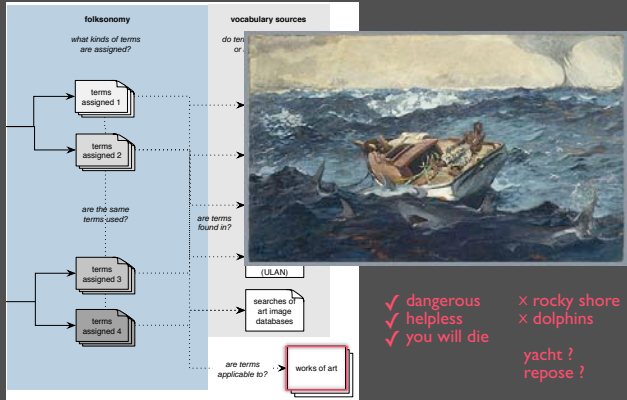 folksonomy
vocabulary sources
what kinds of terms
are assigned?
do
or
terms
assigned 1
terms
assigned 2
are the same
terms used?
are terms
found in?
terms
assigned 3
terms
assigned 4
(ULAN)
searches of
art image
databases
are terms
applicable to?
works of art
✓ dangerous
✓ helpless
✓ you will die
× rocky shore
× dolphins
yacht ?
repose ?